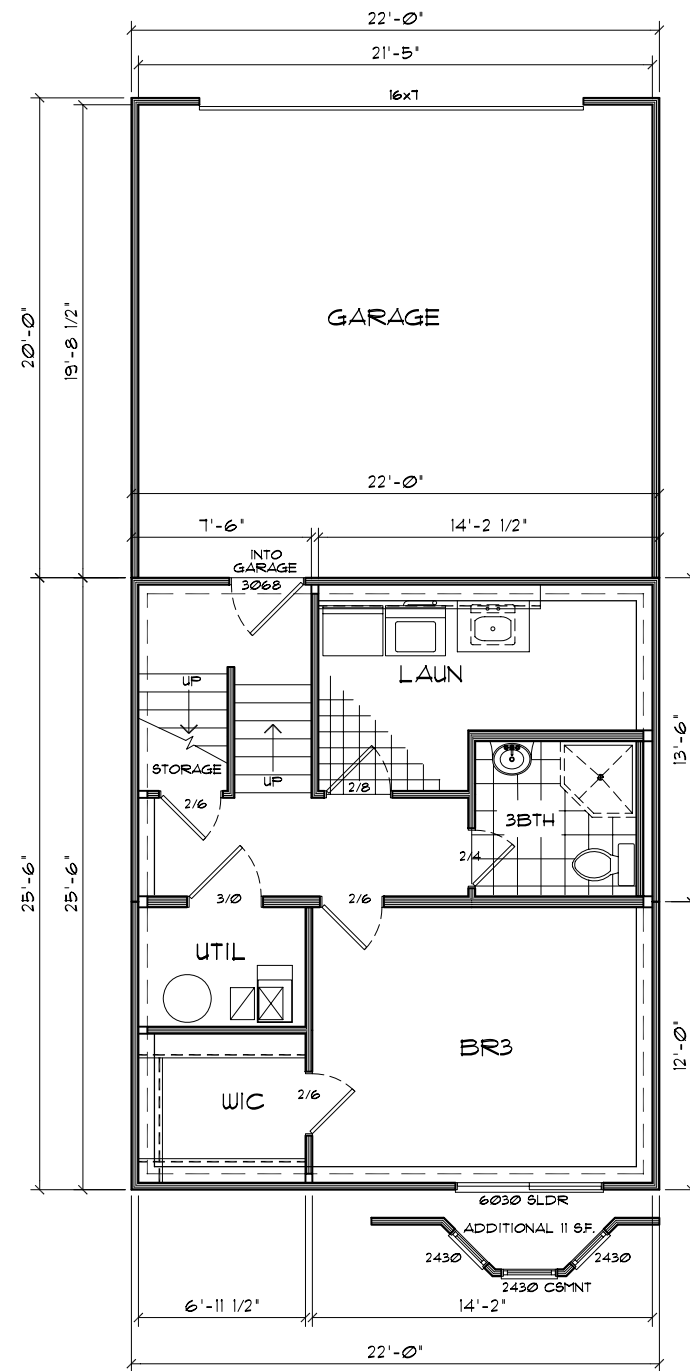 22'-0"
21'-5"
16x7
20'-0"
19'-8 1/2"
GARAGE
22'-0"
7'-6"
14'-2 1/2"
INTO
GARAGE
3068
UP
LAUN
STORAGE
UP
2/6
2/8
3BTH
2/4
13'-6"
25'-6"
25'-6"
3/0
2/6
UTIL
BR3
12'-0"
WIC
2/6
6030 SLDR
ADDITIONAL 11 S.F.
2430
2430
2430 CSMNT
6'-11 1/2"
14'-2"
22'-0"